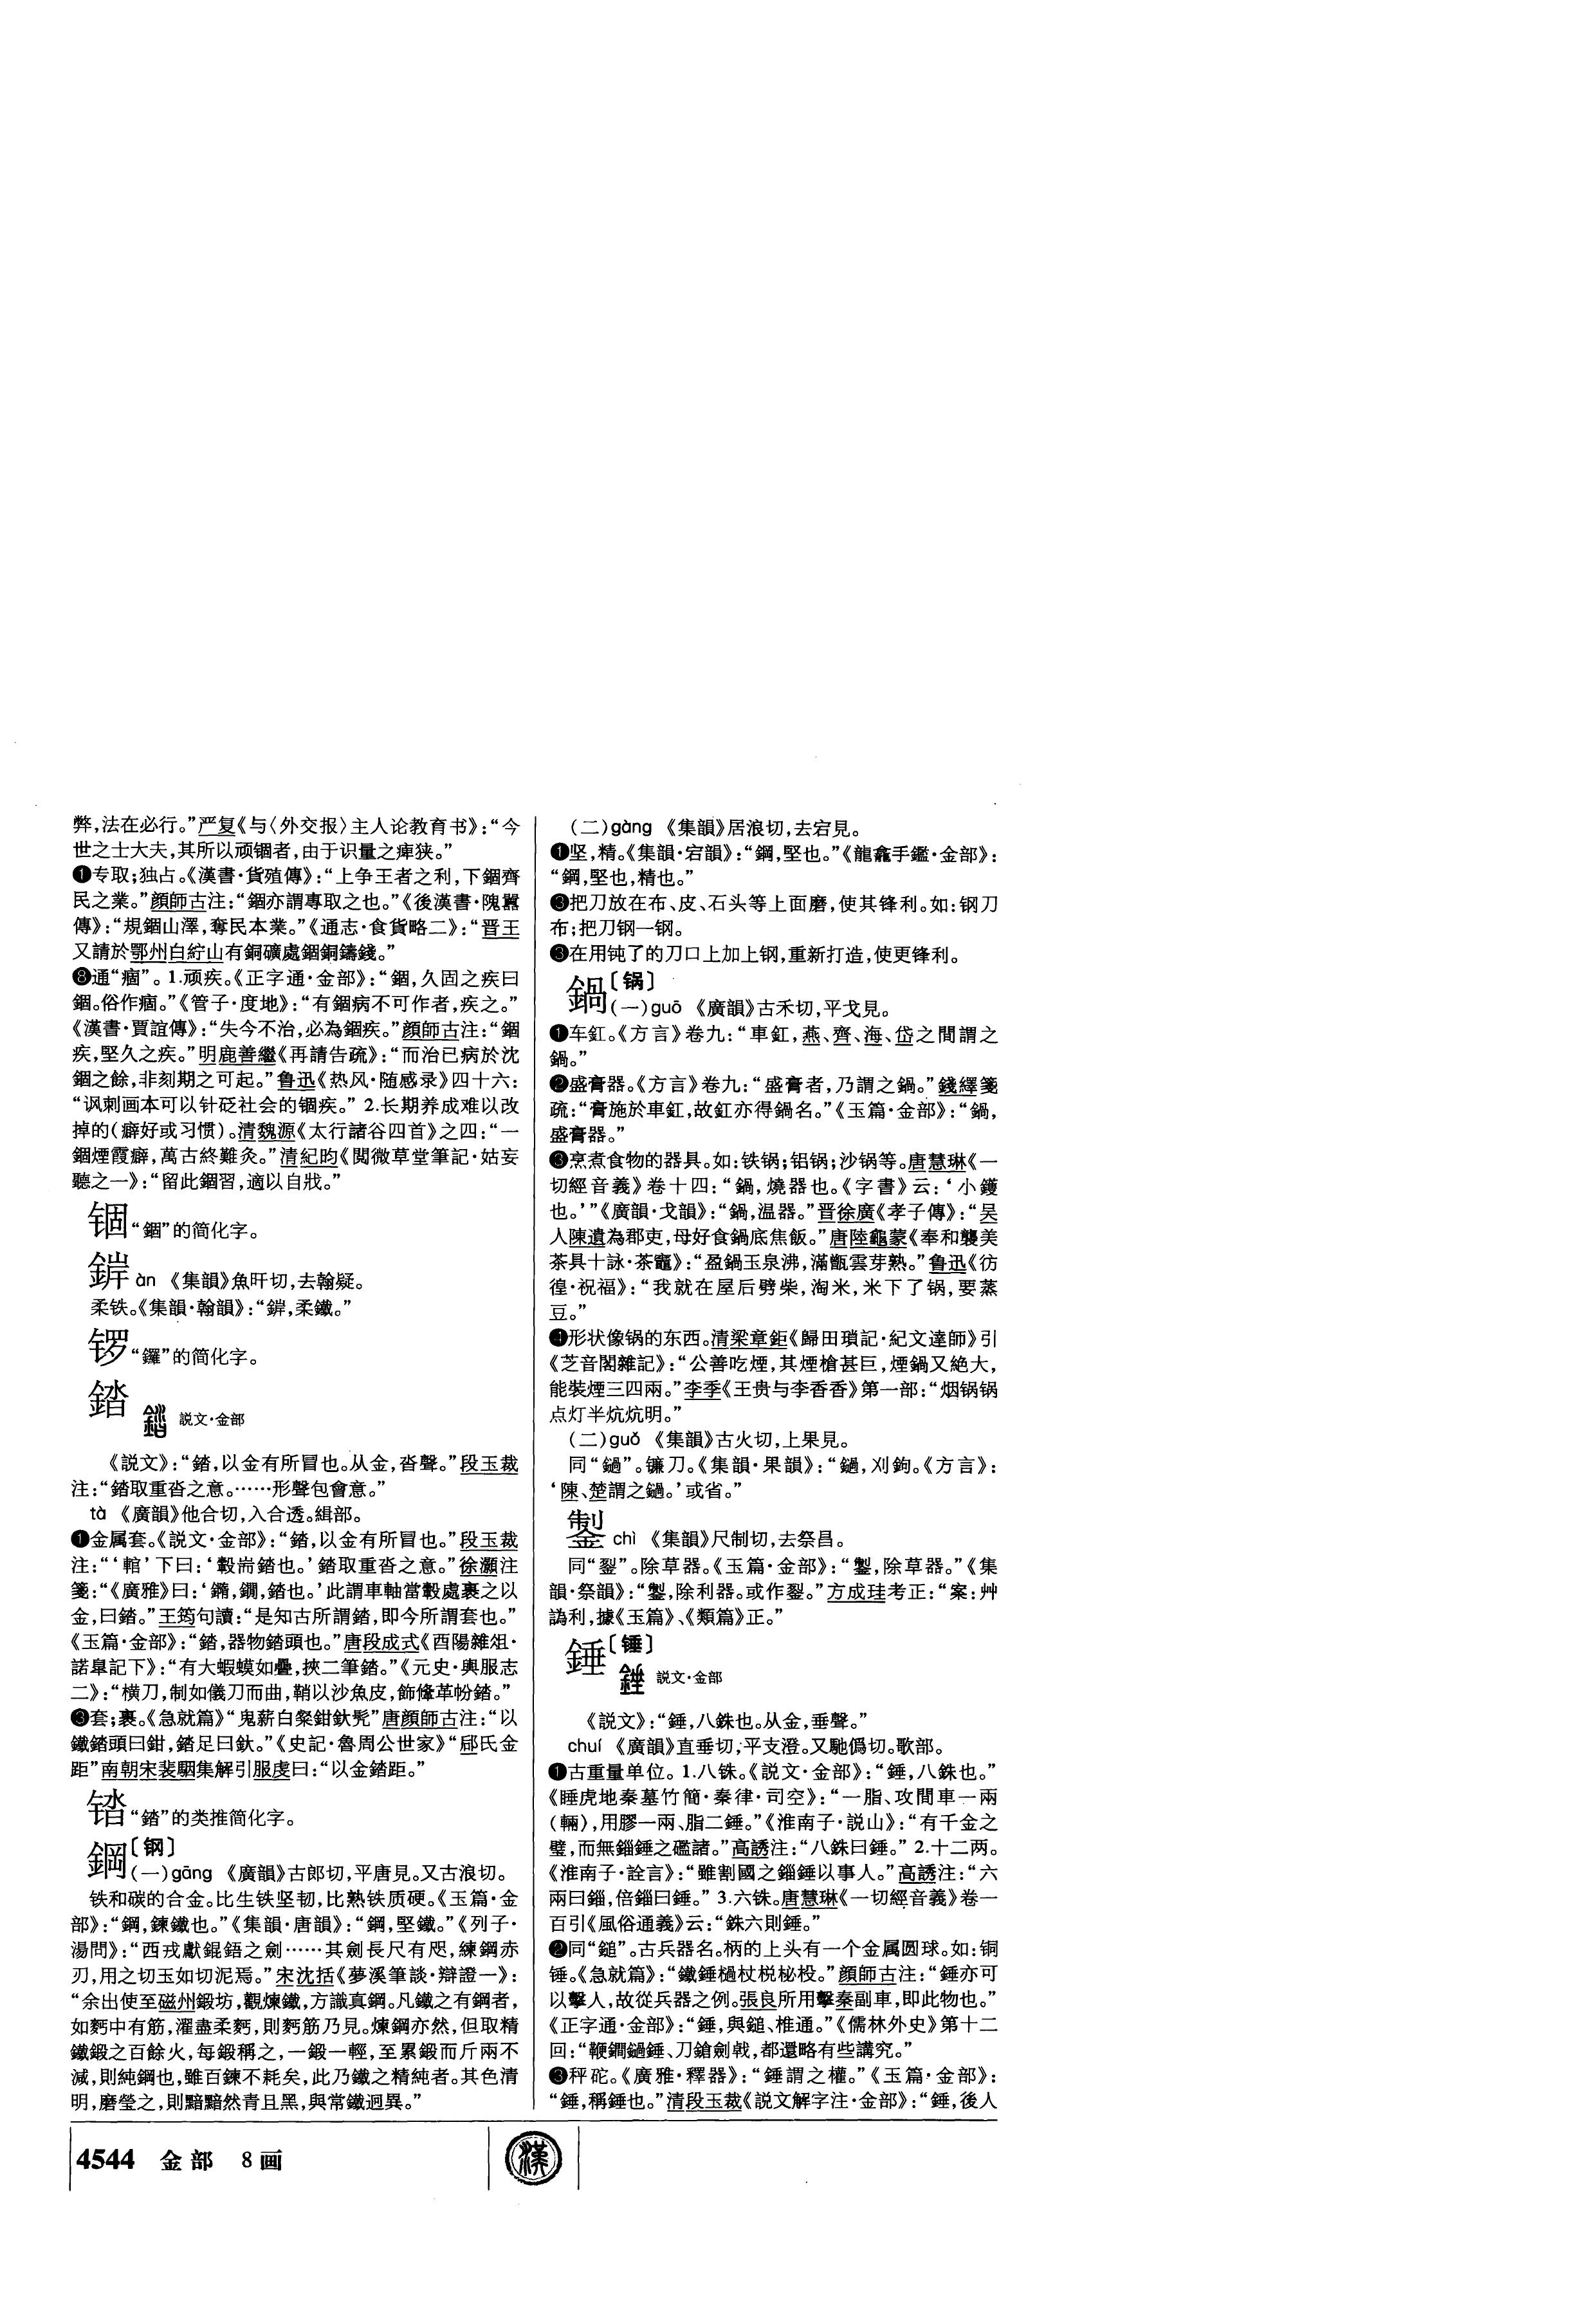 弊,法在必行。”严复《与〈外交报〉主人论教育书》:“今
世之士大夫,其所以顽锢者,由于识量之痺狭。”
❶专取;独占。《漢書·貨殖傳》:“上争王者之利,下錮齊
民之業。”顔師古注:“錮亦謂專取之也。”《後漢書·隗囂
傳》:“規錮山澤,奪民本業。”《通志·食貨略二》:“晋王
又請於鄂州白紵山有銅礦處錮銅鑄錢。”
❽通“痼”。1.顽疾。《正字通·金部》:“錮,久固之疾曰
錮。俗作痼。”《管子·度地》:“有錮病不可作者,疾之。”
《漢書·賈誼傳》:“失今不治,必為錮疾。”顔師古注:“錮
疾,堅久之疾。”明鹿善繼《再請告疏》:“而治已病於沈
錮之餘,非刻期之可起。”鲁迅《热风·随感录》四十六:
“讽刺画本可以针砭社会的锢疾。”2.长期养成难以改
掉的(癖好或习惯)。清魏源《太行諸谷四首》之四:“一
錮煙霞癖,萬古終難灸。”清紀昀《閲微草堂筆記·姑妄
聽之一》:“留此錮習,適以自戕。”
锢“錮”的简化字。
錌 àn 《集韻》魚旰切,去翰疑。
柔铁。《集韻·翰韻》:“錌,柔鐵。”
锣“鑼”的简化字。
錔 説文·金部
《説文》:“錔,以金有所冒也。从金,沓聲。”段玉裁
注:“錔取重沓之意。……形聲包會意。”
tà 《廣韻》他合切,入合透。緝部。
❶金属套。《説文·金部》:“錔,以金有所冒也。”段玉裁
注:“‘輨’下曰:‘轂耑錔也。’錔取重沓之意。”徐灝注
箋:“《廣雅》曰:‘鐗,錔也。’此謂車軸當轂處裹之以
金,曰錔。”王筠句讀:“是知古所謂錔,即今所謂套也。”
《玉篇·金部》:“錔,器物錔頭也。”唐段成式《酉陽雜俎·
諾臯記下》:“有大蝦蟆如疊,挾二筆錔。”《元史·輿服志
二》:“横刀,制如儀刀而曲,鞘以沙魚皮,飾鞗革帉錔。”
❸套;裹。《急就篇》“鬼薪白粲鉗釱髡”唐顔師古注:“以
鐵錔頭曰鉗,錔足曰釱。”《史記·魯周公世家》“郈氏金
距”南朝宋裴駰集解引服虔曰:“以金錔距。”
“錔”的类推简化字。
鋼〔钢〕
(一)gāng 《廣韻》古郎切,平唐見。又古浪切。
铁和碳的合金。比生铁坚韧,比熟铁质硬。《玉篇·金
部》:“鋼,鍊鐵也。”《集韻·唐韻》:“鋼,堅鐵。”《列子·
湯問》:“西戎獻錕鋙之劍……其劍長尺有咫,練鋼赤
刃,用之切玉如切泥焉。”宋沈括《夢溪筆談·辯證一》:
“余出使至磁州鍛坊,觀煉鐵,方識真鋼。凡鐵之有鋼者,
如麪中有筋,濯盡柔麪,則麪筋乃見。煉鋼亦然,但取精
鐵鍛之百餘火,每鍛稱之,一鍛一輕,至累鍛而斤兩不
減,則純鋼也,雖百鍊不耗矣,此乃鐵之精純者。其色清
明,磨瑩之,則黯黯然青且黑,與常鐵迥異。”
(二)gàng 《集韻》居浪切,去宕見。
❶坚,精。《集韻·宕韻》:“鋼,堅也。”《龍龕手鑑·金部》:
“鋼,堅也,精也。”
❸把刀放在布、皮、石头等上面磨,使其锋利。如:钢刀
布;把刀钢一钢。
❸在用钝了的刀口上加上钢,重新打造,使更锋利。
鍋〔锅〕
(一)guō 《廣韻》古禾切,平戈見。
❶车釭。《方言》卷九:“車釭,燕、齊、海、岱之間謂之
鍋。”
❷盛膏器。《方言》卷九:“盛膏者,乃謂之鍋。”錢繹箋
疏:“膏施於車釭,故釭亦得鍋名。”《玉篇·金部》:“鍋,
盛膏器。”
❸烹煮食物的器具。如:铁锅;铝锅;沙锅等。唐慧琳《一
切經音義》卷十四:“鍋,燒器也。《字書》云:‘小鑊
也。’”《廣韻·戈韻》:“鍋,温器。”晋徐廣《孝子傳》:“吴
人陳遺為郡吏,母好食鍋底焦飯。”唐陸龜蒙《奉和襲美
茶具十詠·茶竈》:“盈鍋玉泉沸,滿甑雲芽熟。”鲁迅《彷
徨·祝福》:“我就在屋后劈柴,淘米,米下了锅,要蒸
豆。”
❹形状像锅的东西。清梁章鉅《歸田瑣記·紀文達師》引
《芝音閣雜記》:“公善吃煙,其煙槍甚巨,煙鍋又絶大,
能裝煙三四兩。”李季《王贵与李香香》第一部:“烟锅锅
点灯半炕炕明。”
(二)guǒ 《集韻》古火切,上果見。
同“鐹”。镰刀。《集韻·果韻》:“鐹,刈鉤。《方言》:
‘陳、楚謂之鐹。’或省。”
chì 《集韻》尺制切,去祭昌。
同“㓼”。除草器。《玉篇·金部》:“製,除草器。”《集
韻·祭韻》:“除利器。或作㓼。”方成珪考正:“案:艸
譌利,據《玉篇》、《類篇》正。”
錘〔锤〕 説文·金部
《説文》:“錘,八銖也。从金,垂聲。”
chuí 《廣韻》直垂切,平支澄。又馳僞切。歌部。
❶古重量单位。1.八铢。《説文·金部》:“錘,八銖也。”
《睡虎地秦墓竹簡·秦律·司空》:“一脂、攻間車一兩
(輛),用膠一兩、脂二錘。”《淮南子·説山》:“有千金之
璧,而無錙錘之礛諸。”高誘注:“八銖曰錘。”2.十二两。
《淮南子·詮言》:“雖割國之錙錘以事人。”高誘注:“六
兩曰錙,倍錙曰錘。”3.六铢。唐慧琳《一切經音義》卷一
百引《風俗通義》云:“銖六則錘。”
❷同“鎚”。古兵器名。柄的上头有一个金属圆球。如:铜
锤。《急就篇》:“鐵錘檛杖梲柲杸。”顔師古注:“錘亦可
以擊人,故從兵器之例。張良所用擊秦副車,即此物也。”
《正字通·金部》:“錘,與鎚、椎通。”《儒林外史》第十二
回:“鞭鐧鐹錘、刀鎗劍戟,都還略有些講究。”
❸秤砣。《廣雅·釋器》:“錘謂之權。”《玉篇·金部》:
“錘,稱錘也。”清段玉裁《説文解字注·金部》:“錘,後人
4544 金部 8画
漢